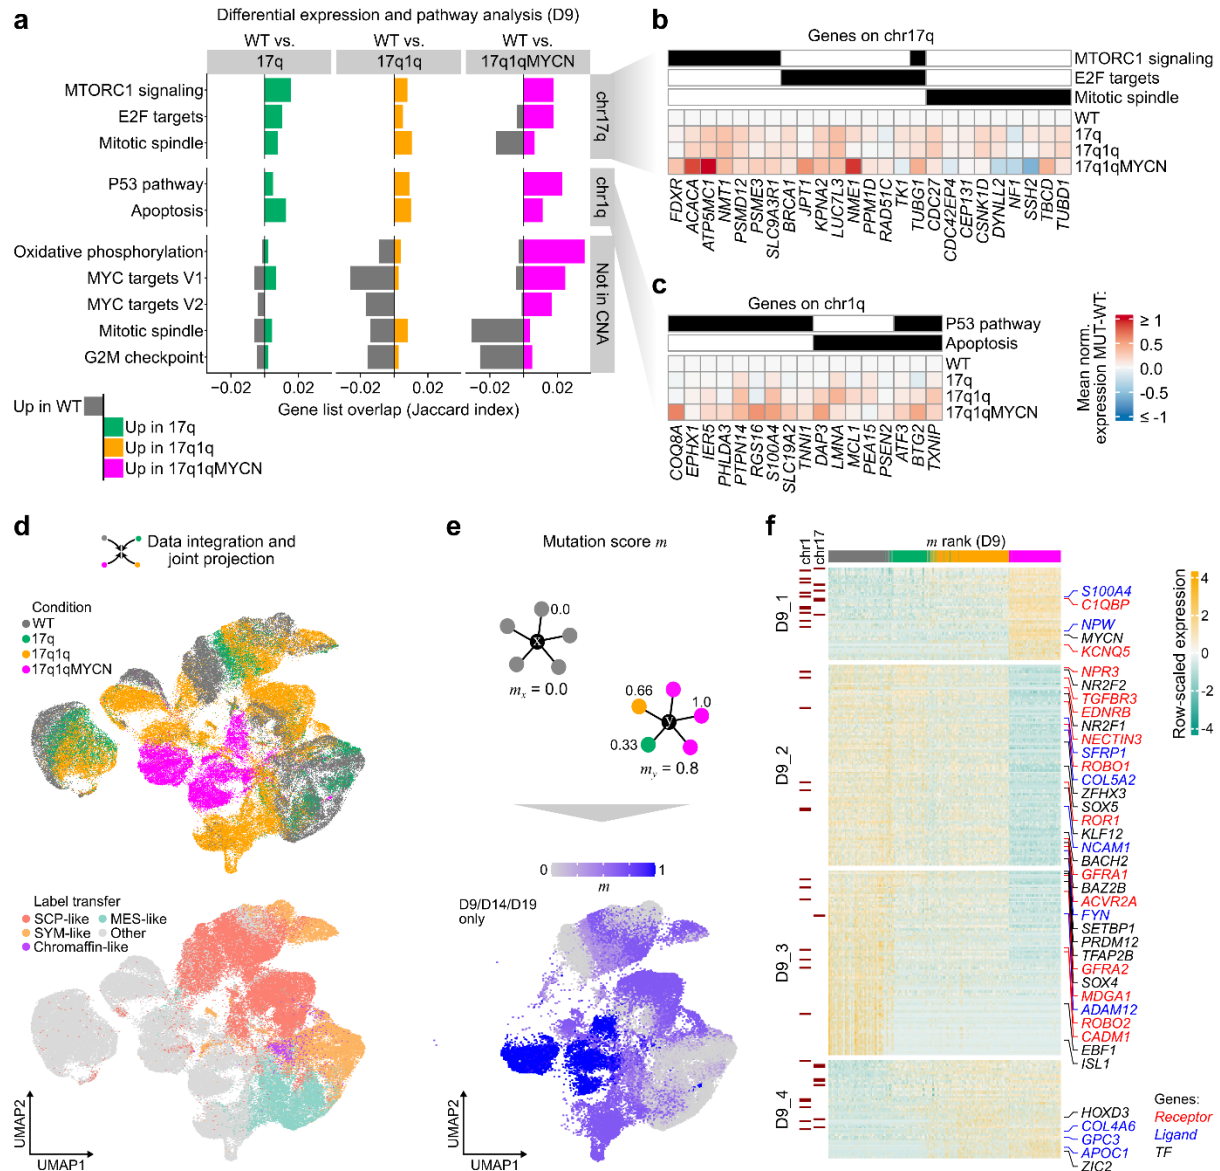 a
Differential expression and pathway analysis (D9)
WT vs.
17q
WT vs.
17q1q
WT vs.
17q1qMYCN
MTORC1 signaling
E2F targets
Mitotic spindle
chr17q
P53 pathway
Apoptosis
chr1q
Oxidative phosphorylation
MYC targets V1
MYC targets V2
Mitotic spindle
G2M checkpoint
Not in CNA
−0.02 0.02 −0.02 0.02 −0.02 0.02
Gene list overlap (Jaccard index)
Up in WT
Up in 17q
Up in 17q1q
Up in 17q1qMYCN
b
Genes on chr17q
MTORC1 signaling
E2F targets
Mitotic spindle
WT
17q
17q1q
17q1qMYCN
FDXR
ACACA
ATP5MC1
NMT1
PSMD12
PSME3
SLC9A3R1
BRCA1
JPT1
KPNA2
LUC7L3
NME1
PPM1D
RAD51C
TK1
TUBG1
CDC27
CDC42EP4
CEP131
CSNK1D
DYNLL2
NF1
SSH2
TBCD
TUBD1
c
Genes on chr1q
P53 pathway
Apoptosis
WT
17q
17q1q
17q1qMYCN
COQ8A
EPHX1
IER5
PHLDA3
PTPN14
RGS16
S100A4
SLC19A2
TNNI1
DAP3
LMNA
MCL1
PEA15
PSEN2
ATF3
BTG2
TXNIP
Mean norm.
expression MUT-WT:
≥ 1
0.5
0.0
-0.5
≤ -1
d
Data integration and
joint projection
Condition
WT
17q
17q1q
17q1qMYCN
Label transfer
SCP-like
MES-like
SYM-like
Other
Chromaffin-like
UMAP2
UMAP1
e
Mutation score m
0.0
x
mx = 0.0
0.66
1.0
y
0.33
my = 0.8
0 1
m
D9/D14/D19
only
UMAP2
UMAP1
f
chr1
chr17
m rank (D9)
D9_1
D9_2
D9_3
D9_4
S100A4
C1QBP
NPW
MYCN
KCNQ5
NPR3
NR2F2
TGFBR3
EDNRB
NR2F1
NECTIN3
SFRP1
ROBO1
COL5A2
ZFHX3
SOX5
ROR1
KLF12
NCAM1
BACH2
GFRA1
BAZ2B
ACVR2A
FYN
SETBP1
PRDM12
TFAP2B
GFRA2
SOX4
MDGA1
ADAM12
ROBO2
CADM1
EBF1
ISL1
HOXD3
COL4A6
GPC3
APOC1
ZIC2
Row-scaled expression
4
2
0
-2
-4
Genes:
Receptor
Ligand
TF